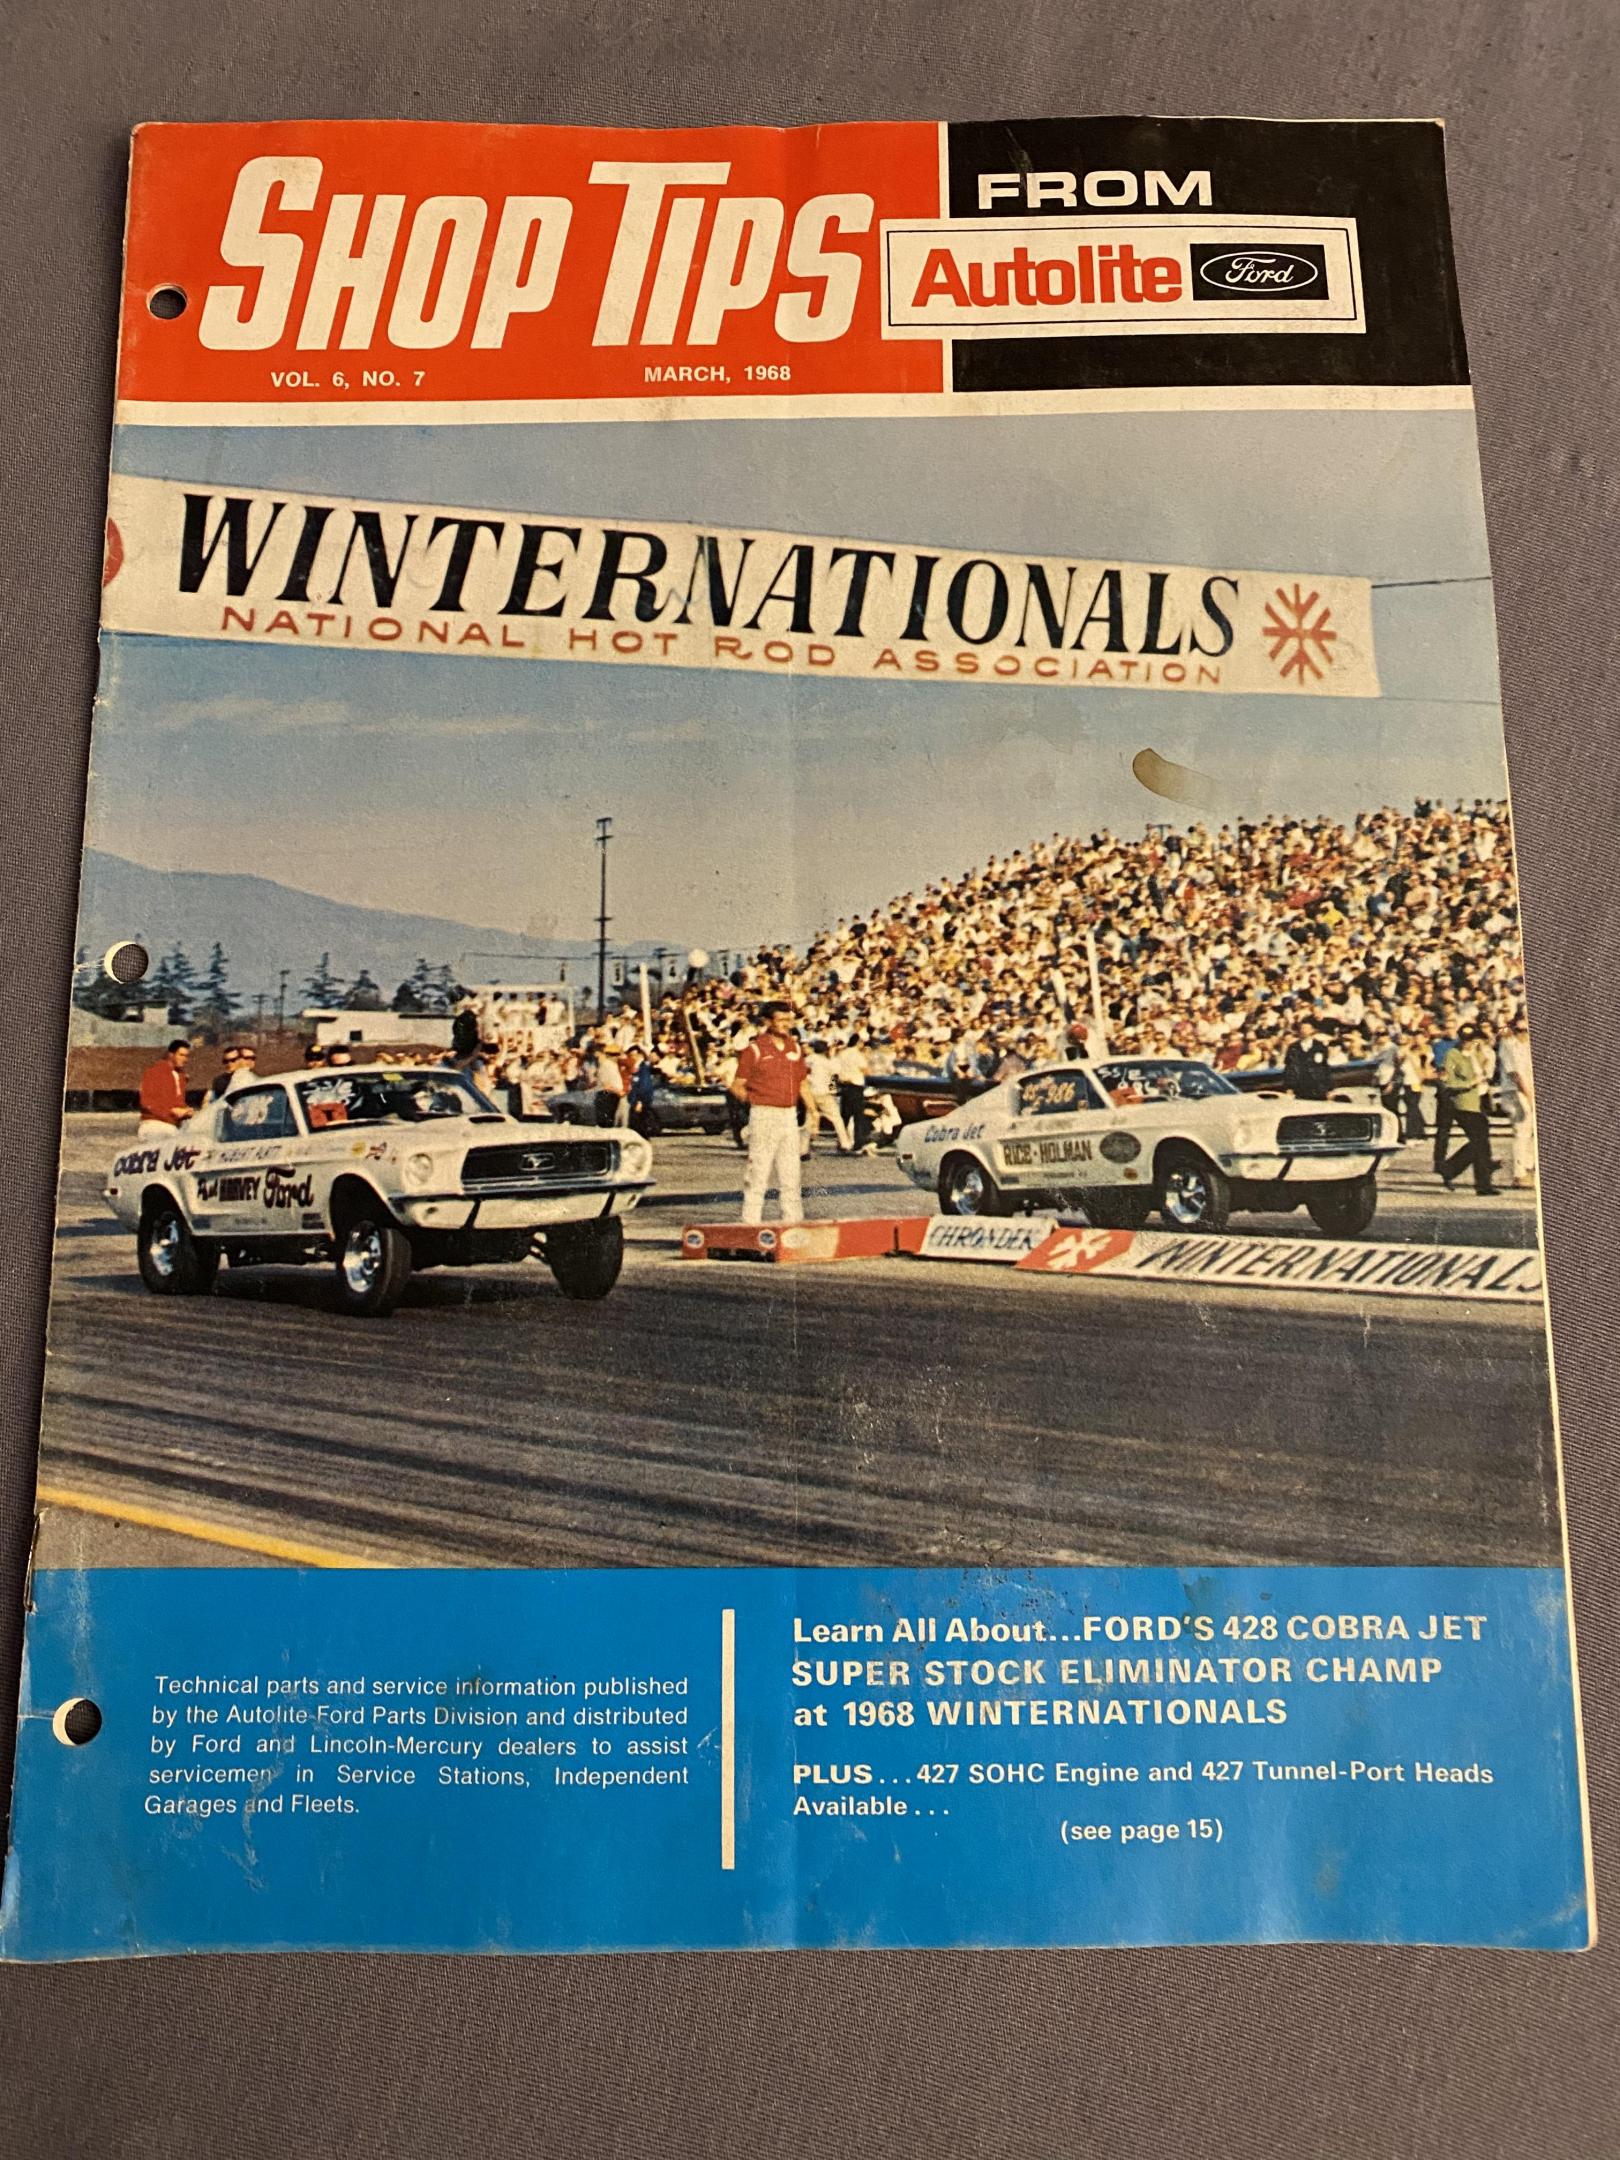 SHOP TIPS
FROM
Autolite Ford
VOL. 6, NO. 7 MARCH, 1968
WINTERNATIONALS
NATIONAL HOT ROD ASSOCIATION
Cobra Jet
HARVEY Ford
SS/E
986
Cobra Jet
RICE-HOLMAN
CHRONDEK
WINTERNATIONALS
Technical parts and service information published
by the Autolite-Ford Parts Division and distributed
by Ford and Lincoln-Mercury dealers to assist
servicemen in Service Stations, Independent
Garages and Fleets.
Learn All About...FORD'S 428 COBRA JET
SUPER STOCK ELIMINATOR CHAMP
at 1968 WINTERNATIONALS
PLUS...427 SOHC Engine and 427 Tunnel-Port Heads
Available...
(see page 15)